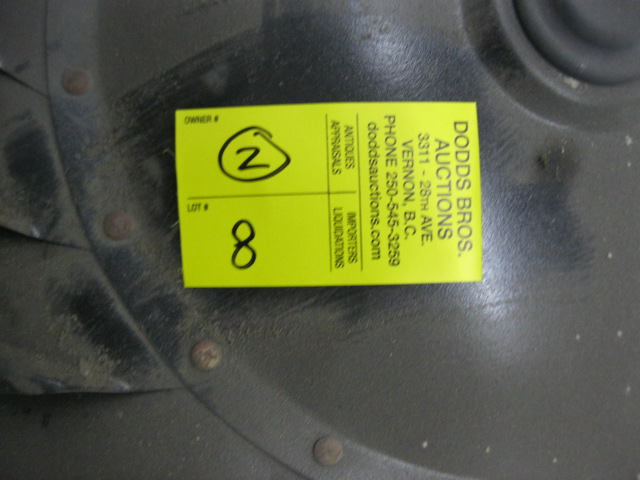 DODDS BROS.
AUCTIONS
3311 - 28TH AVE.
VERNON, B.C.
PHONE 250-545-3259
doddsauctions.com
ANTIQUES IMPORTERS
APPRAISALS LIQUIDATIONS
OWNER #
N
LOT #
8